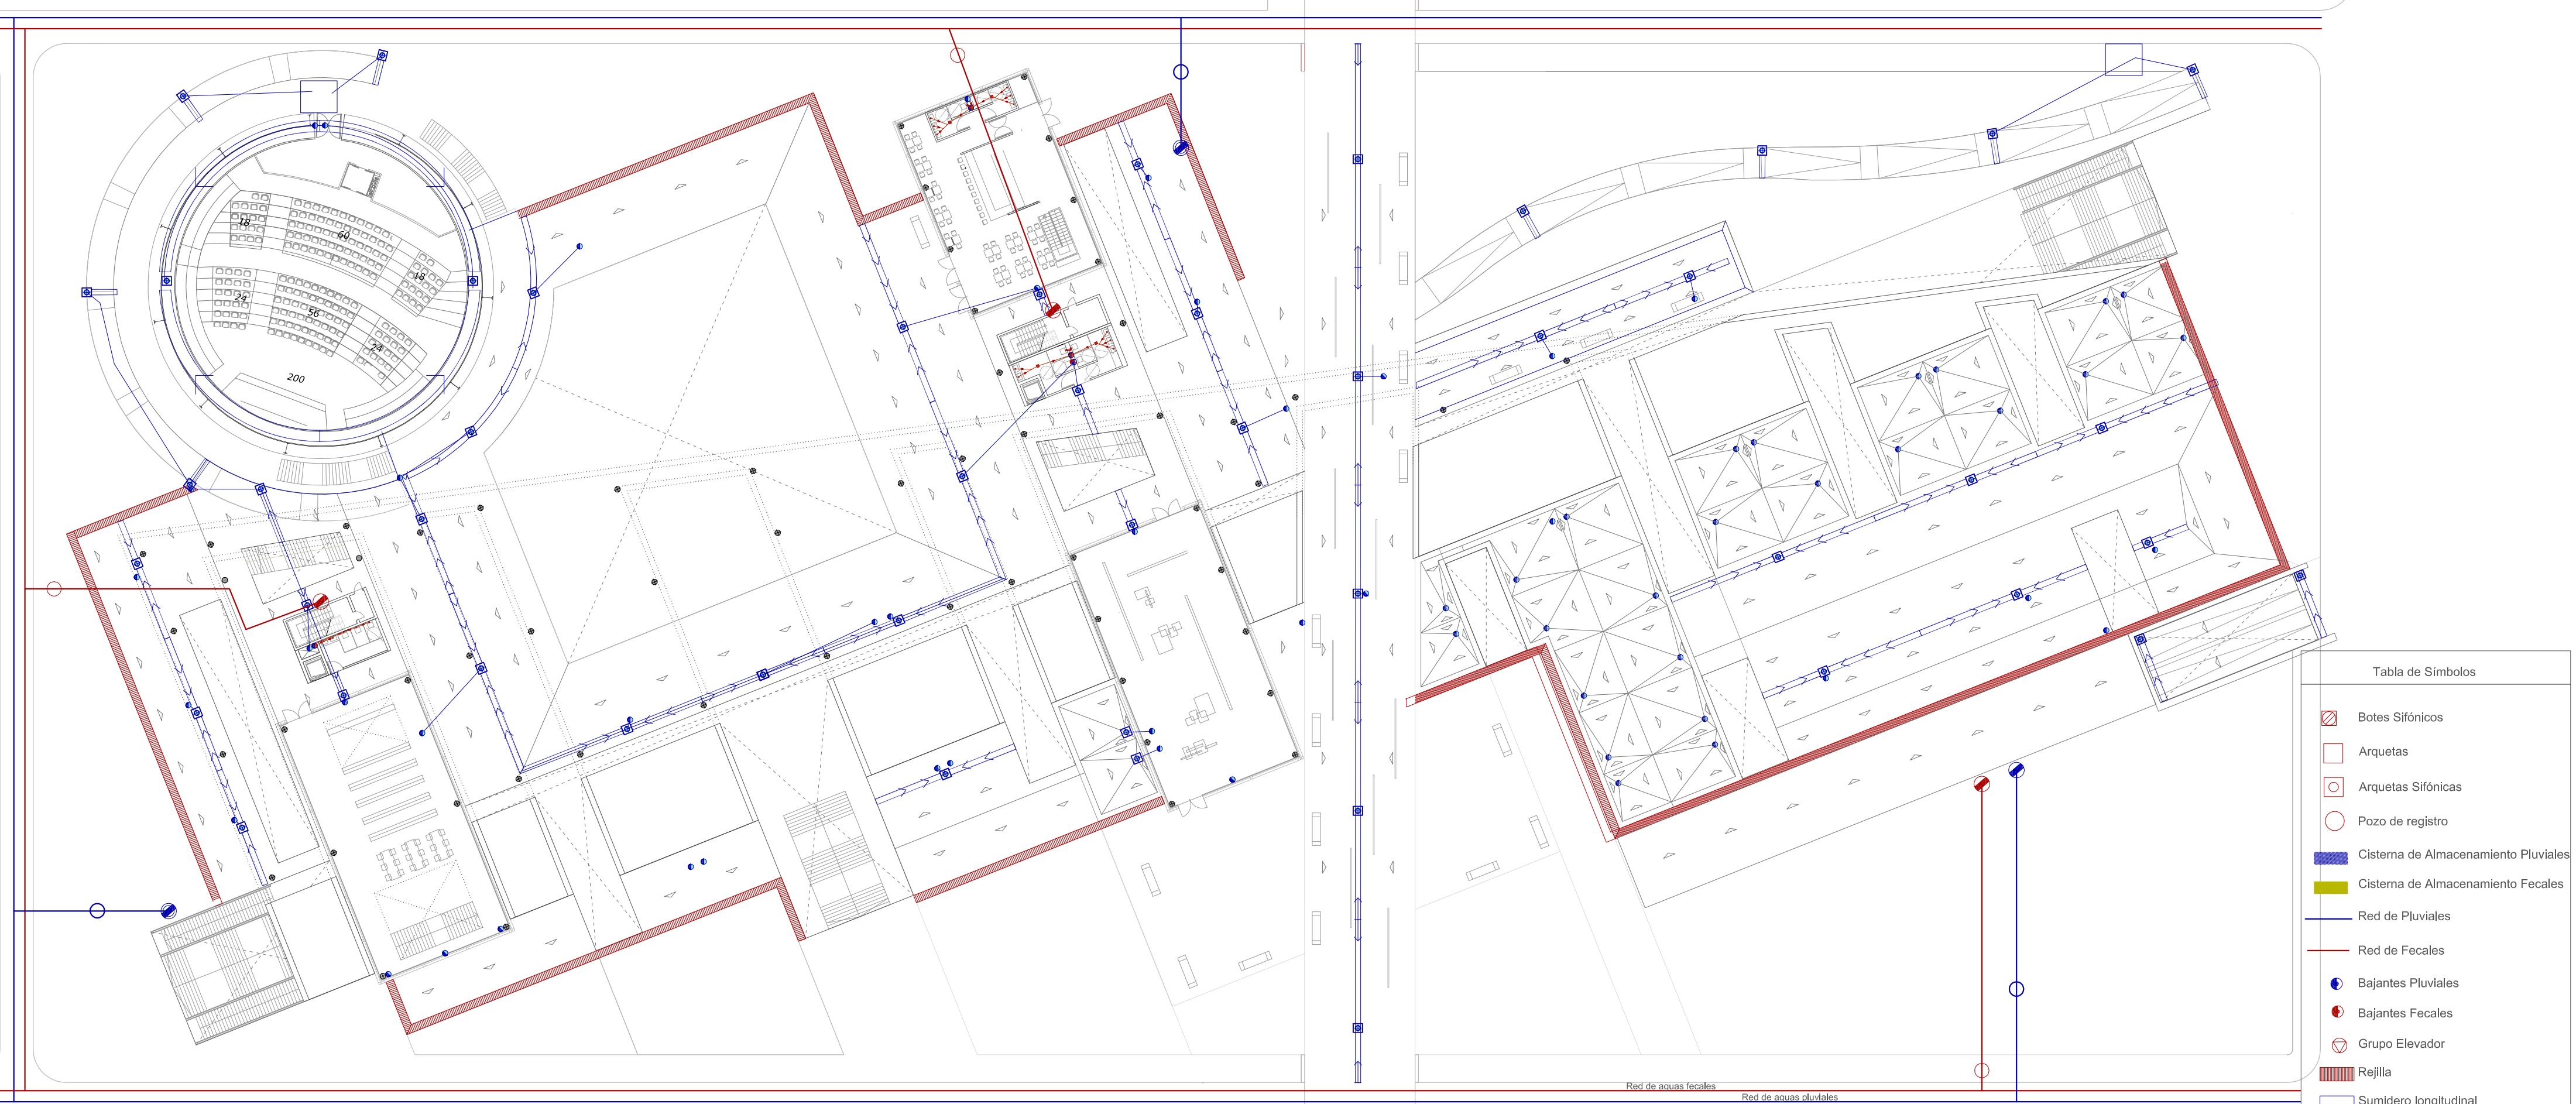 18
60
18
24
56
24
200
Tabla de Símbolos
Botes Sifónicos
Arquetas
Arquetas Sifónicas
Pozo de registro
Cisterna de Almacenamiento Pluviales
Cisterna de Almacenamiento Fecales
Red de Pluviales
Red de Fecales
Bajantes Pluviales
Bajantes Fecales
Grupo Elevador
Rejilla
Sumidero longitudinal
Red de aguas fecales
Red de aguas pluviales